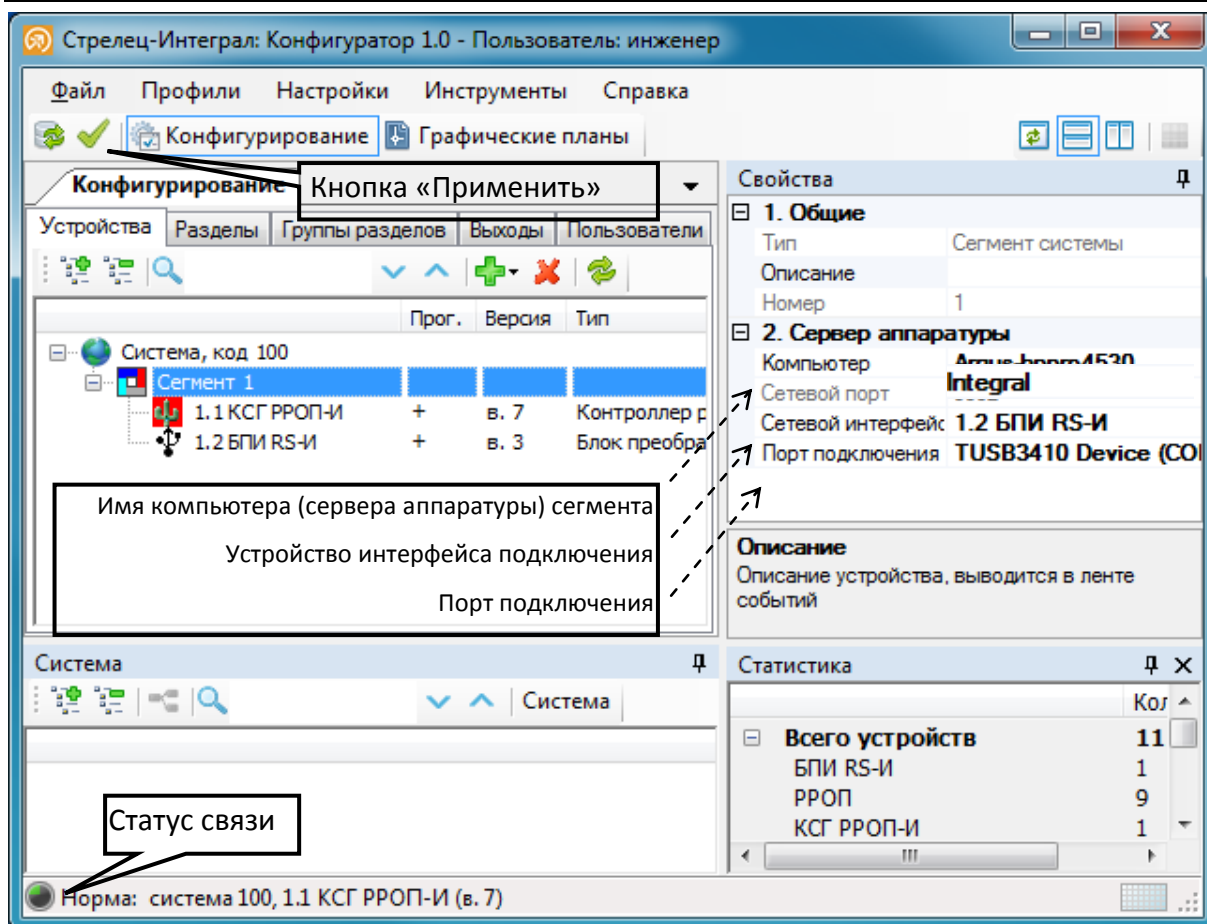 Стрелец-Интеграл: Конфигуратор 1.0 - Пользователь: инженер
Файл Профили Настройки Инструменты Справка
Конфигурирование Графические планы
Кнопка «Применить»
Конфигурирование
Устройства Разделы Группы разделов Выходы Пользователи
Прог. Версия Тип
Система, код 100
Сегмент 1
1.1 КСГ РРОП-И + в. 7 Контроллер р
1.2 БПИ RS-И + в. 3 Блок преобра
Имя компьютера (сервера аппаратуры) сегмента
Устройство интерфейса подключения
Порт подключения
Свойства
1. Общие
Тип Сегмент системы
Описание
Номер 1
2. Сервер аппаратуры
Компьютер
Integral
Сетевой порт
Сетевой интерфейс 1.2 БПИ RS-И
Порт подключения TUSB3410 Device (COI
Описание
Описание устройства, выводится в ленте
событий
Система
Система
Статус связи
Статистика
Кол
Всего устройств 11
БПИ RS-И 1
РРОП 9
КСГ РРОП-И 1
Норма: система 100, 1.1 КСГ РРОП-И (в. 7)